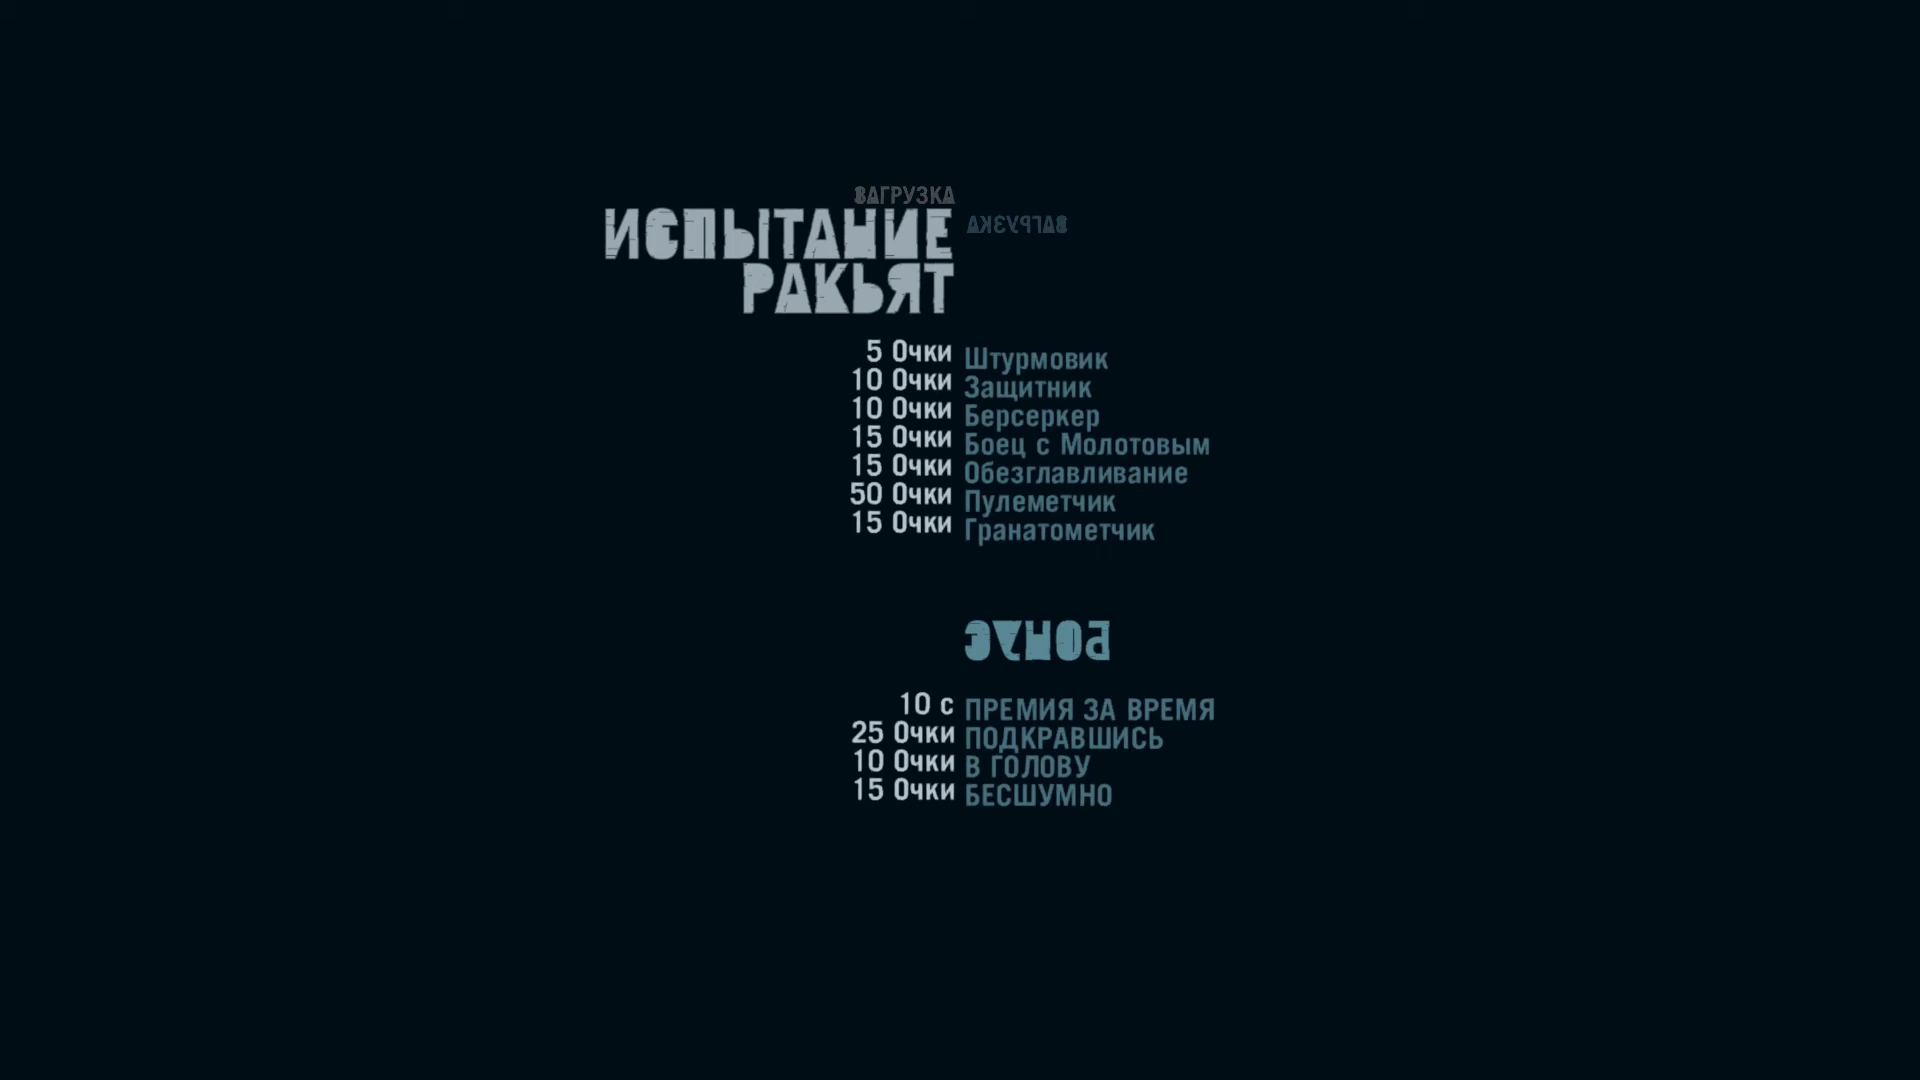 ЗАГРУЗКА
ЗАГРУЗКА
ИСПЫТАНИЕ
РАКЬЯТ
5 Очки Штурмовик
10 Очки Защитник
10 Очки Берсеркер
15 Очки Боец с Молотовым
15 Очки Обезглавливание
50 Очки Пулеметчик
15 Очки Гранатометчик
БОНУС
10 с ПРЕМИЯ ЗА ВРЕМЯ
25 Очки ПОДКРАВШИСЬ
10 Очки В ГОЛОВУ
15 Очки БЕСШУМНО